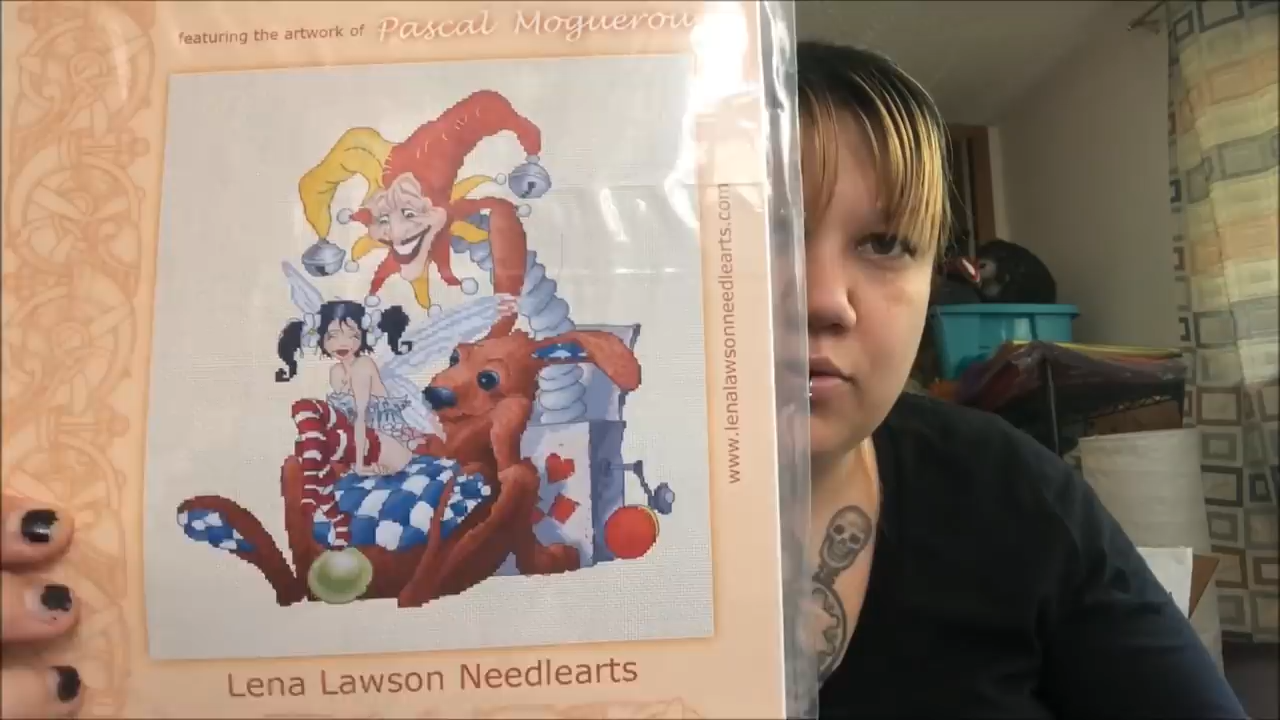 featuring the artwork of Pascal Moguerou
www.lenalawsonneedlearts.com
Lena Lawson Needlearts